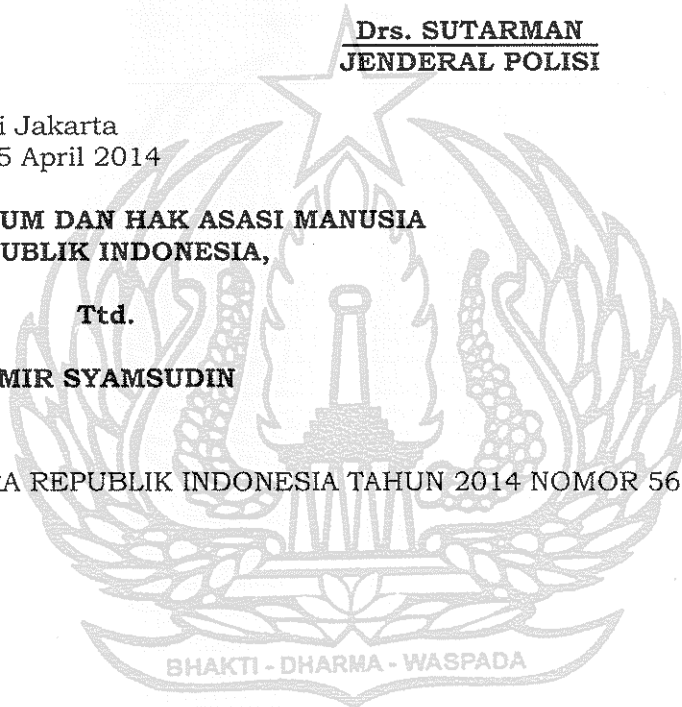 Drs. SUTARMAN
JENDERAL POLISI
i Jakarta
5 April 2014
UM DAN HAK ASASI MANUSIA
UBLIK INDONESIA,
Ttd.
MIR SYAMSUDIN
RA REPUBLIK INDONESIA TAHUN 2014 NOMOR 56
BHAKTI - DHARMA - WASPADA